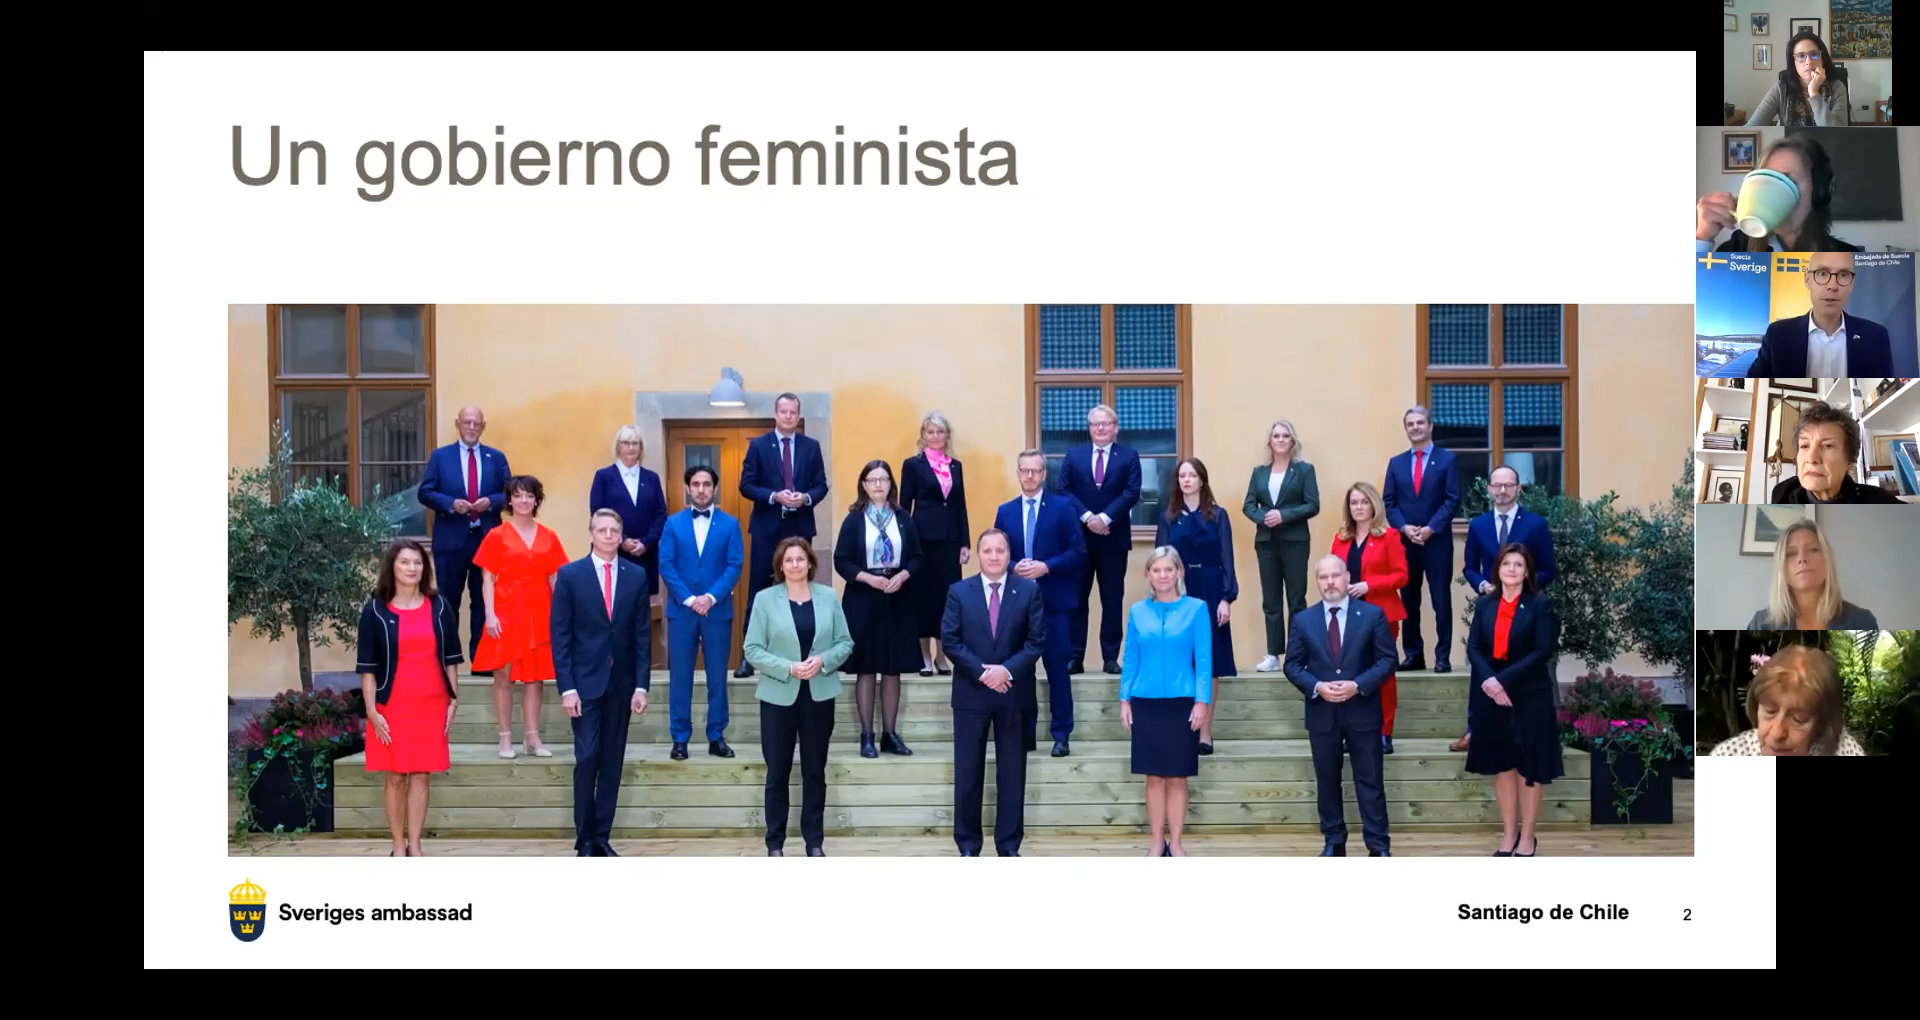 Un gobierno feminista
Suecia
Sverige
Embajada de Suecia
Santiago de Chile
Sveriges ambassad
Santiago de Chile
2